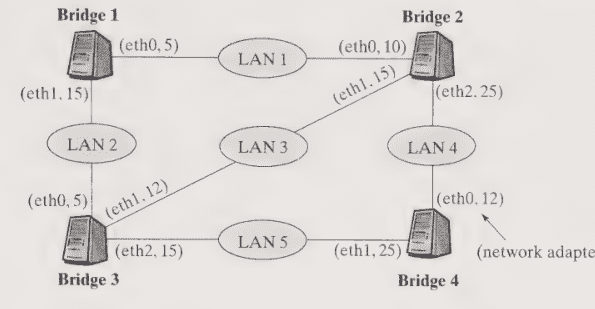 Bridge 1
Bridge 2
(eth0, 5)
LAN 1
(eth0, 10)
(eth1, 15)
(eth1, 15)
(eth2, 25)
LAN 2
LAN 3
LAN 4
(eth0, 5)
(eth1, 12)
(eth0, 12)
(eth2, 15)
LAN 5
(eth1, 25)
(network adapte
Bridge 3
Bridge 4